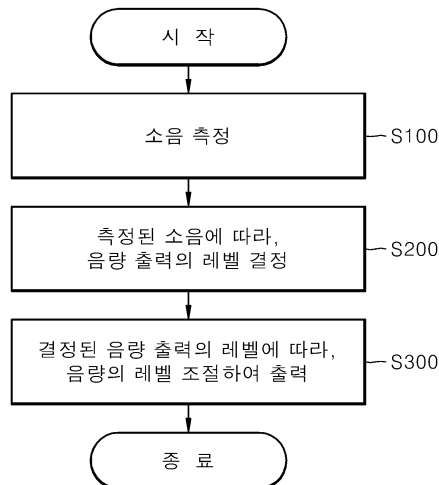 시 작
소음 측정
S100
측정된 소음에 따라,
음량 출력의 레벨 결정
S200
결정된 음량 출력의 레벨에 따라,
음량의 레벨 조절하여 출력
S300
종 료